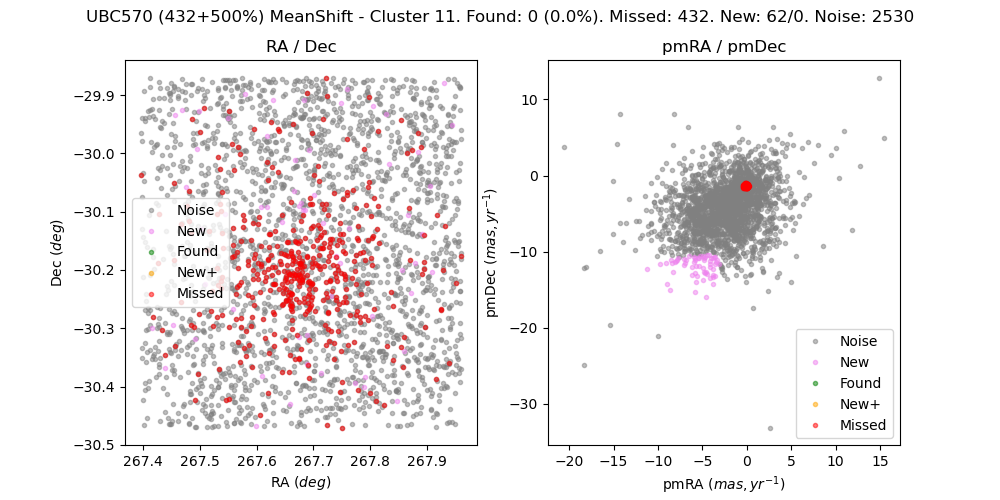 UBC570 (432+500%) MeanShift - Cluster 11. Found: 0 (0.0%). Missed: 432. New: 62/0. Noise: 2530
RA / Dec
Dec (deg)
−29.9
−30.0
−30.1
−30.2
−30.3
−30.4
−30.5
Noise
New
Found
New+
Missed
267.4 267.5 267.6 267.7 267.8 267.9
RA (deg)
pmRA / pmDec
pmDec (mas, yr⁻¹)
10
0
−10
−20
−30
Noise
New
Found
New+
Missed
−20 −15 −10 −5 0 5 10 15
pmRA (mas, yr⁻¹)